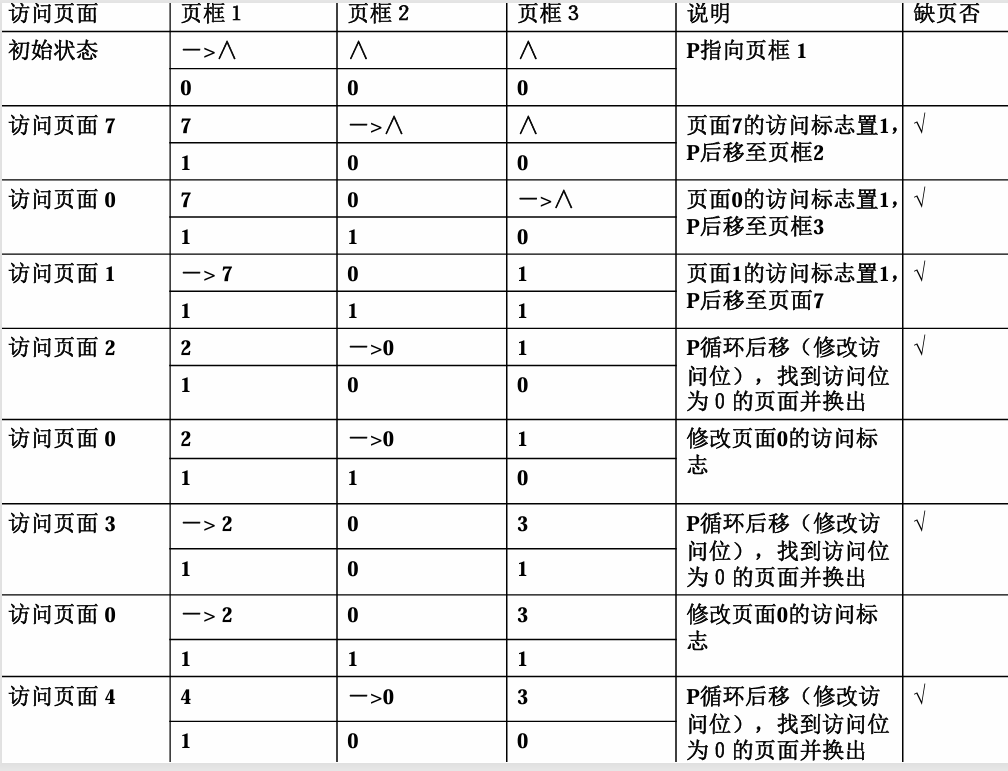 访问页面 页框 1 页框 2 页框 3 说明 缺页否
初始状态 —>∧ ∧ ∧ P指向页框 1
0 0 0
访问页面 7 7 —>∧ ∧ 页面7的访问标志置1， √
P后移至页框2
1 0 0
访问页面 0 7 0 —>∧ 页面0的访问标志置1， √
P后移至页框3
1 1 0
访问页面 1 —> 7 0 1 页面1的访问标志置1， √
P后移至页面7
1 1 1
访问页面 2 2 —>0 1 P循环后移（修改访 √
问位），找到访问位
1 0 0
为 0 的页面并换出
访问页面 0 2 —>0 1 修改页面0的访问标
志
1 1 0
访问页面 3 —> 2 0 3 P循环后移（修改访 √
问位），找到访问位
1 0 1
为 0 的页面并换出
访问页面 0 —> 2 0 3 修改页面0的访问标
志
1 1 1
访问页面 4 4 —>0 3 P循环后移（修改访 √
问位），找到访问位
1 0 0
为 0 的页面并换出